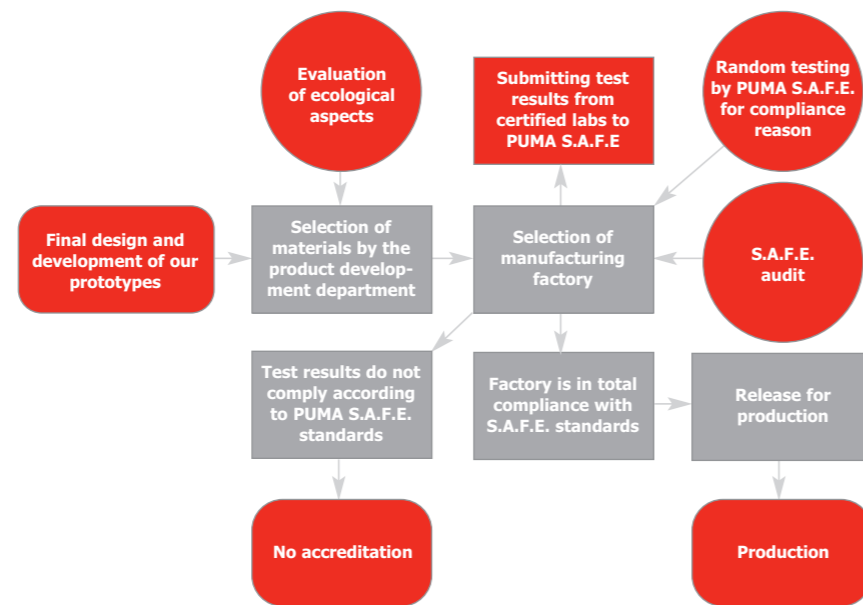 Evaluation
of ecological
aspects
Submitting test
results from
certified labs to
PUMA S.A.F.E
Random testing
by PUMA S.A.F.E.
for compliance
reason
Final design and
development of our
prototypes
Selection of
materials by the
product develop-
ment department
Selection of
manufacturing
factory
S.A.F.E.
audit
Test results do not
comply according
to PUMA S.A.F.E.
standards
Factory is in total
compliance with
S.A.F.E. standards
Release for
production
No accreditation
Production